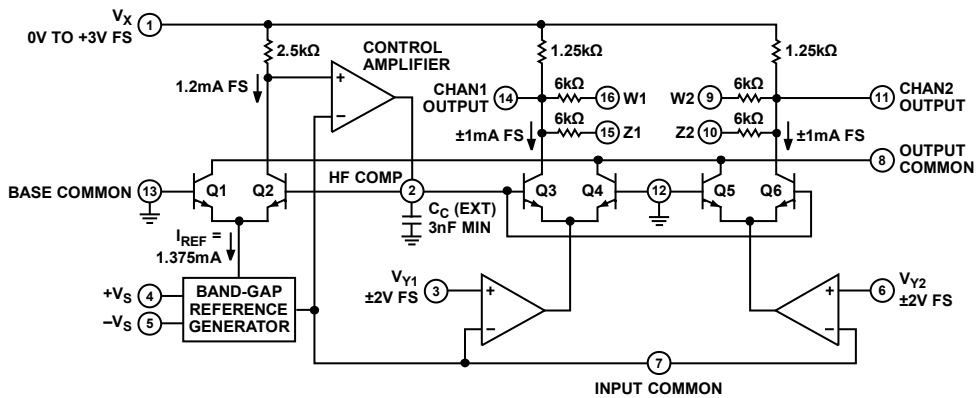 VX
1
0V TO +3V FS
2.5kΩ
CONTROL
AMPLIFIER
1.25kΩ
1.25kΩ
1.2mA FS
+
−
CHAN1
OUTPUT
14
6kΩ
16
W1
W2
9
6kΩ
11
CHAN2
OUTPUT
6kΩ
15
Z1
Z2
10
6kΩ
±1mA FS
±1mA FS
8
OUTPUT
COMMON
BASE COMMON
13
Q1
Q2
HF COMP
2
Q3
Q4
12
Q5
Q6
CC (EXT)
3nF MIN
IREF =
1.375mA
VY1
3
±2V FS
+
−
+
−
6
VY2
±2V FS
+VS
4
−VS
5
BAND-GAP
REFERENCE
GENERATOR
7
INPUT COMMON